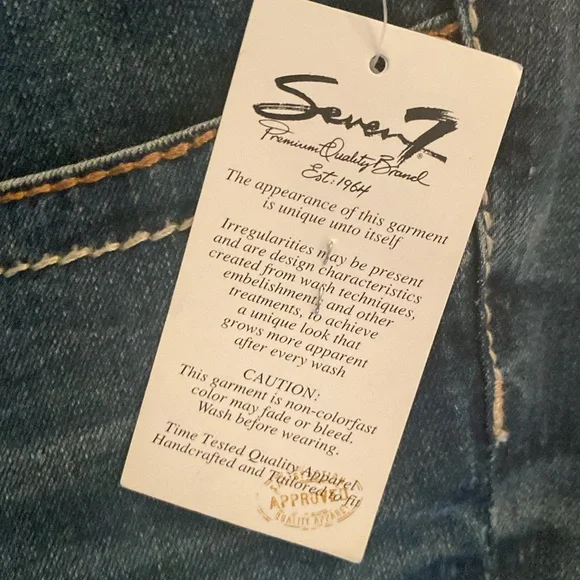 Seven7
Premium Quality Brand
Est: 1964
The appearance of this garment
is unique unto itself
Irregularities may be present
and are design characteristics
created from wash techniques,
embelishment, and other
treatments, to achieve
a unique look that
grows more apparent
after every wash
CAUTION:
This garment is non-colorfast
color may fade or bleed.
Wash before wearing.
Time Tested Quality Apparel
Handcrafted and Tailored to fit
APPROVED
QUALITY APPAREL